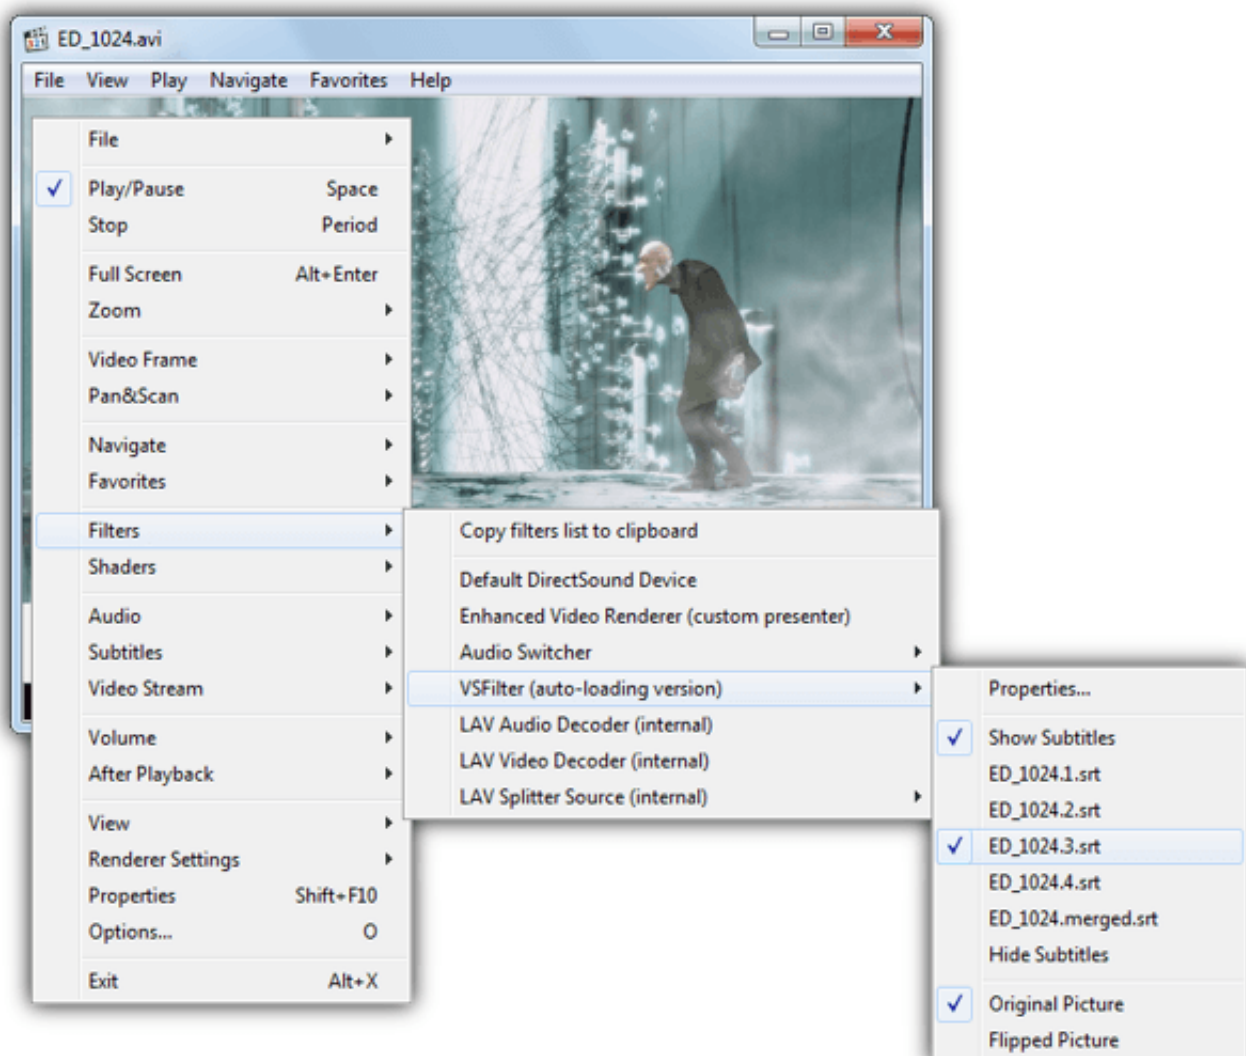 ED_1024.avi
File View Play Navigate Favorites Help
File
Play/Pause Space
Stop Period
Full Screen Alt+Enter
Zoom
Video Frame
Pan&Scan
Navigate
Favorites
Filters
Shaders
Audio
Subtitles
Video Stream
Volume
After Playback
View
Renderer Settings
Properties Shift+F10
Options... O
Exit Alt+X
Copy filters list to clipboard
Default DirectSound Device
Enhanced Video Renderer (custom presenter)
Audio Switcher
VSFilter (auto-loading version)
LAV Audio Decoder (internal)
LAV Video Decoder (internal)
LAV Splitter Source (internal)
Properties...
Show Subtitles
ED_1024.1.srt
ED_1024.2.srt
ED_1024.3.srt
ED_1024.4.srt
ED_1024.merged.srt
Hide Subtitles
Original Picture
Flipped Picture